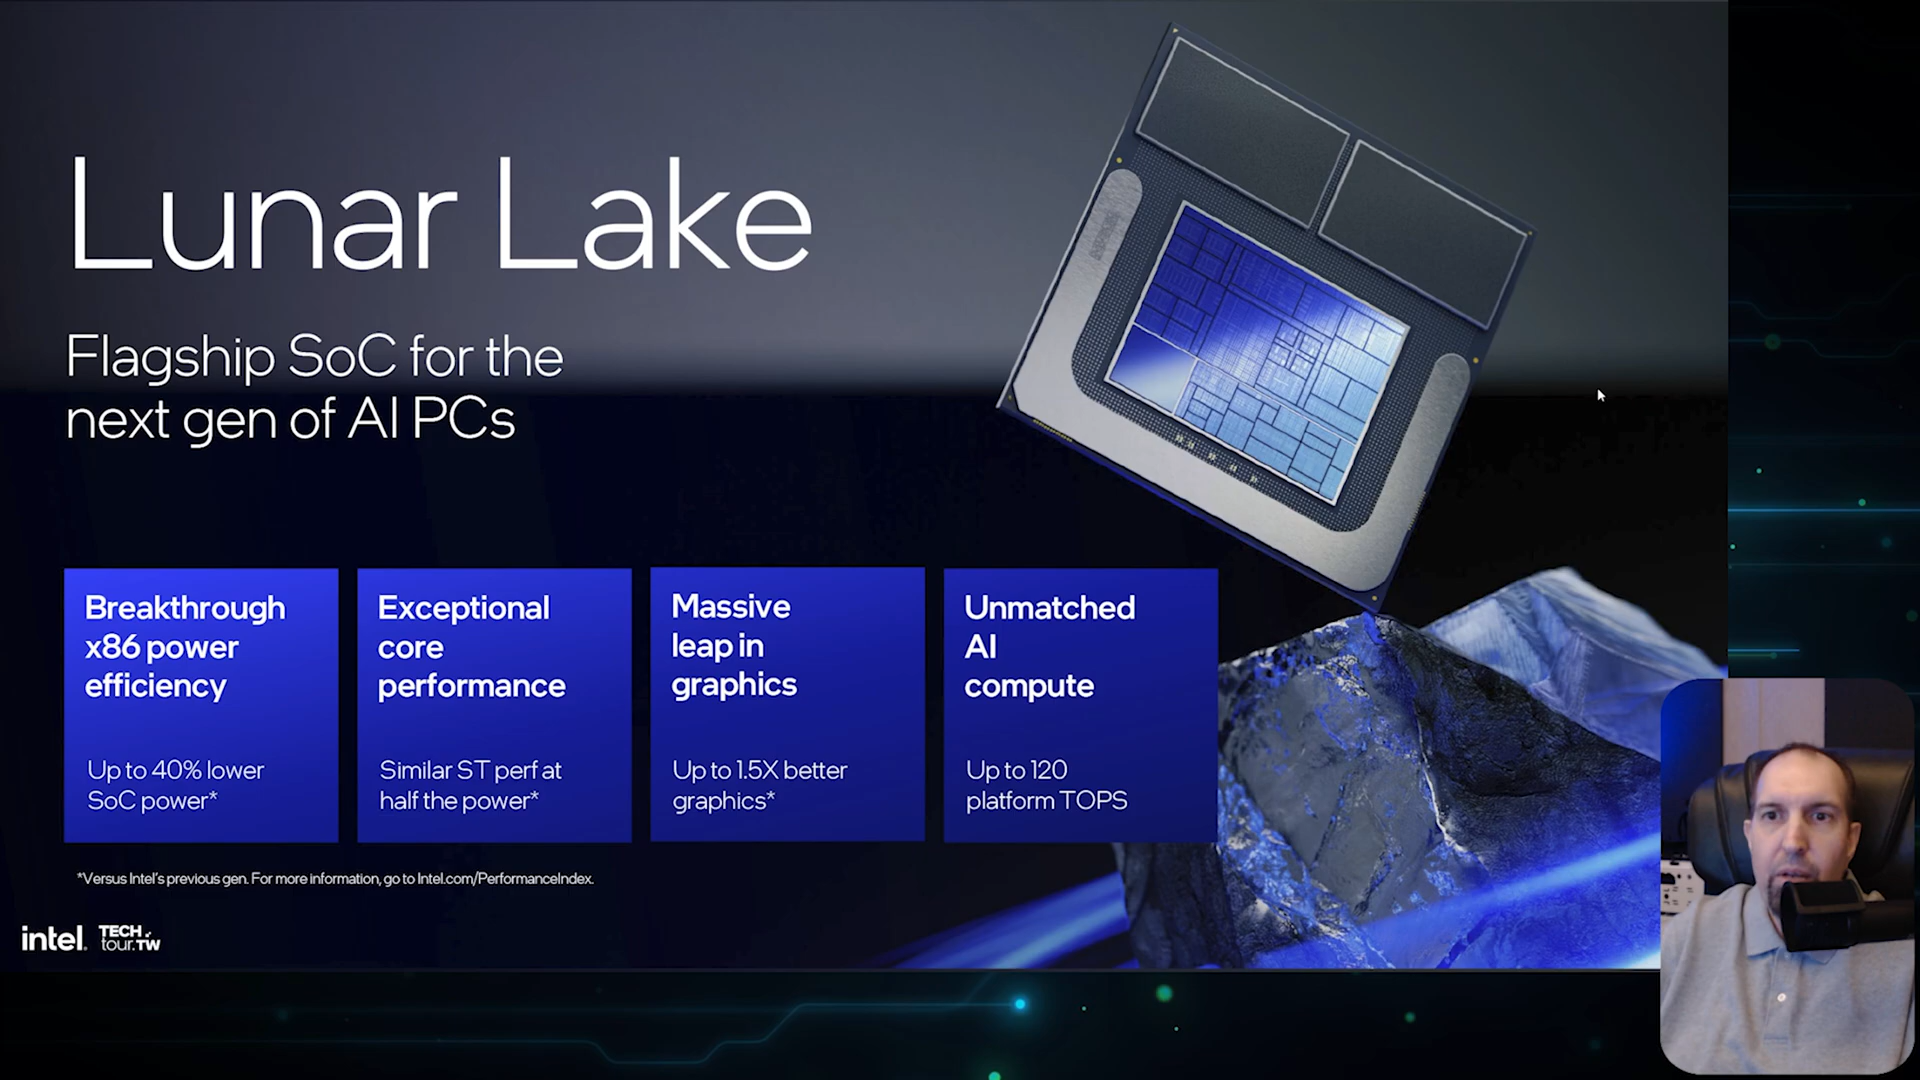 Lunar Lake
Flagship SoC for the
next gen of AI PCs
Breakthrough
x86 power
efficiency
Up to 40% lower
SoC power*
Exceptional
core
performance
Similar ST perf at
half the power*
Massive
leap in
graphics
Up to 1.5X better
graphics*
Unmatched
AI
compute
Up to 120
platform TOPS
*Versus Intel's previous gen. For more information, go to Intel.com/PerformanceIndex.
intel.
TECH
tour.TW